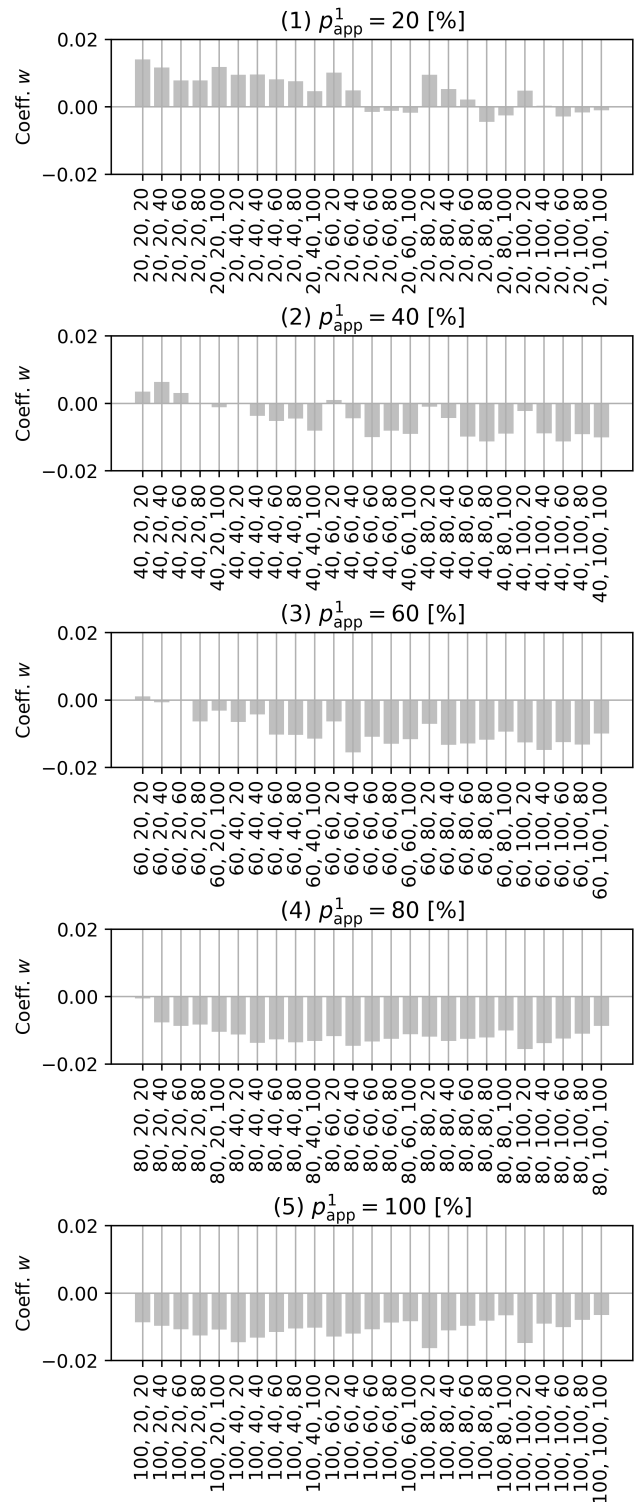 (1) p¹app = 20 [%]
Coeff. w
0.02
0.00
−0.02
20, 20, 20
20, 20, 40
20, 20, 60
20, 20, 80
20, 20, 100
20, 40, 20
20, 40, 40
20, 40, 60
20, 40, 80
20, 40, 100
20, 60, 20
20, 60, 40
20, 60, 60
20, 60, 80
20, 60, 100
20, 80, 20
20, 80, 40
20, 80, 60
20, 80, 80
20, 80, 100
20, 100, 20
20, 100, 40
20, 100, 60
20, 100, 80
20, 100, 100
(2) p¹app = 40 [%]
Coeff. w
0.02
0.00
−0.02
40, 20, 20
40, 20, 40
40, 20, 60
40, 20, 80
40, 20, 100
40, 40, 20
40, 40, 40
40, 40, 60
40, 40, 80
40, 40, 100
40, 60, 20
40, 60, 40
40, 60, 60
40, 60, 80
40, 60, 100
40, 80, 20
40, 80, 40
40, 80, 60
40, 80, 80
40, 80, 100
40, 100, 20
40, 100, 40
40, 100, 60
40, 100, 80
40, 100, 100
(3) p¹app = 60 [%]
Coeff. w
0.02
0.00
−0.02
60, 20, 20
60, 20, 40
60, 20, 60
60, 20, 80
60, 20, 100
60, 40, 20
60, 40, 40
60, 40, 60
60, 40, 80
60, 40, 100
60, 60, 20
60, 60, 40
60, 60, 60
60, 60, 80
60, 60, 100
60, 80, 20
60, 80, 40
60, 80, 60
60, 80, 80
60, 80, 100
60, 100, 20
60, 100, 40
60, 100, 60
60, 100, 80
60, 100, 100
(4) p¹app = 80 [%]
Coeff. w
0.02
0.00
−0.02
80, 20, 20
80, 20, 40
80, 20, 60
80, 20, 80
80, 20, 100
80, 40, 20
80, 40, 40
80, 40, 60
80, 40, 80
80, 40, 100
80, 60, 20
80, 60, 40
80, 60, 60
80, 60, 80
80, 60, 100
80, 80, 20
80, 80, 40
80, 80, 60
80, 80, 80
80, 80, 100
80, 100, 20
80, 100, 40
80, 100, 60
80, 100, 80
80, 100, 100
(5) p¹app = 100 [%]
Coeff. w
0.02
0.00
−0.02
100, 20, 20
100, 20, 40
100, 20, 60
100, 20, 80
100, 20, 100
100, 40, 20
100, 40, 40
100, 40, 60
100, 40, 80
100, 40, 100
100, 60, 20
100, 60, 40
100, 60, 60
100, 60, 80
100, 60, 100
100, 80, 20
100, 80, 40
100, 80, 60
100, 80, 80
100, 80, 100
100, 100, 20
100, 100, 40
100, 100, 60
100, 100, 80
100, 100, 100